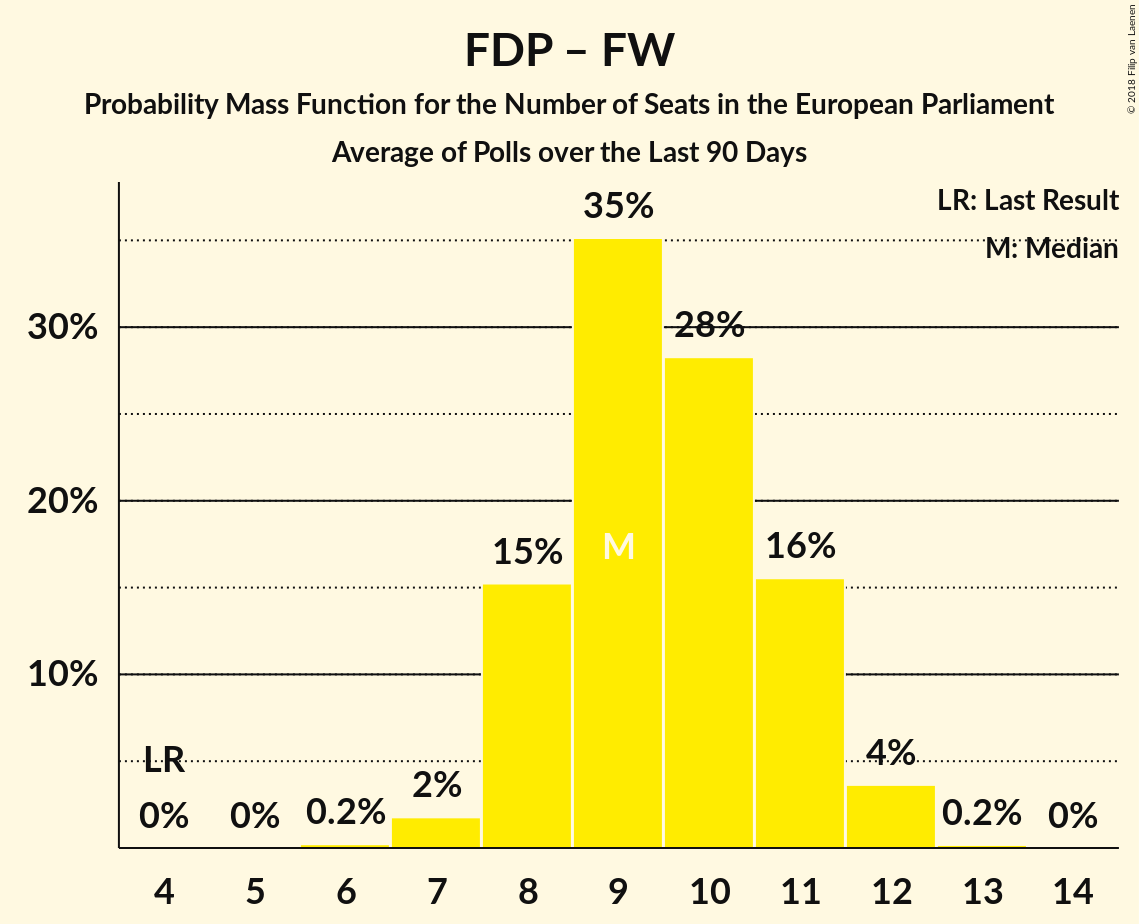 FDP – FW
Probability Mass Function for the Number of Seats in the European Parliament
Average of Polls over the Last 90 Days
© 2018 Filip van Laenen
LR: Last Result
M: Median
35%
28%
30%
20%
15%
M
16%
10%
LR
0%
0%
0.2%
2%
4%
0.2%
0%
4 5 6 7 8 9 10 11 12 13 14